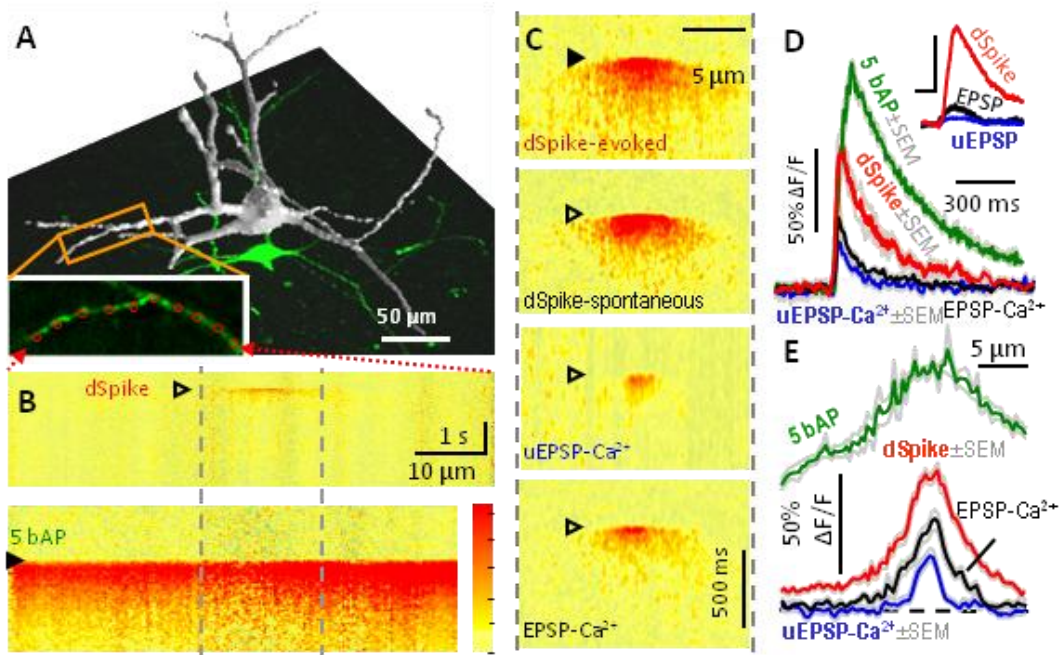 A
50 µm
B
dSpike
1 s
10 µm
5 bAP
C
5 µm
dSpike-evoked
dSpike-spontaneous
uEPSP-Ca²⁺
500 ms
EPSP-Ca²⁺
D
5 bAP±SEM
dSpike
EPSP
uEPSP
50% ΔF/F
dSpike±SEM
300 ms
uEPSP-Ca²⁺±SEM
EPSP-Ca²⁺
E
5 µm
5 bAP
dSpike±SEM
50%
ΔF/F
EPSP-Ca²⁺
uEPSP-Ca²⁺±SEM